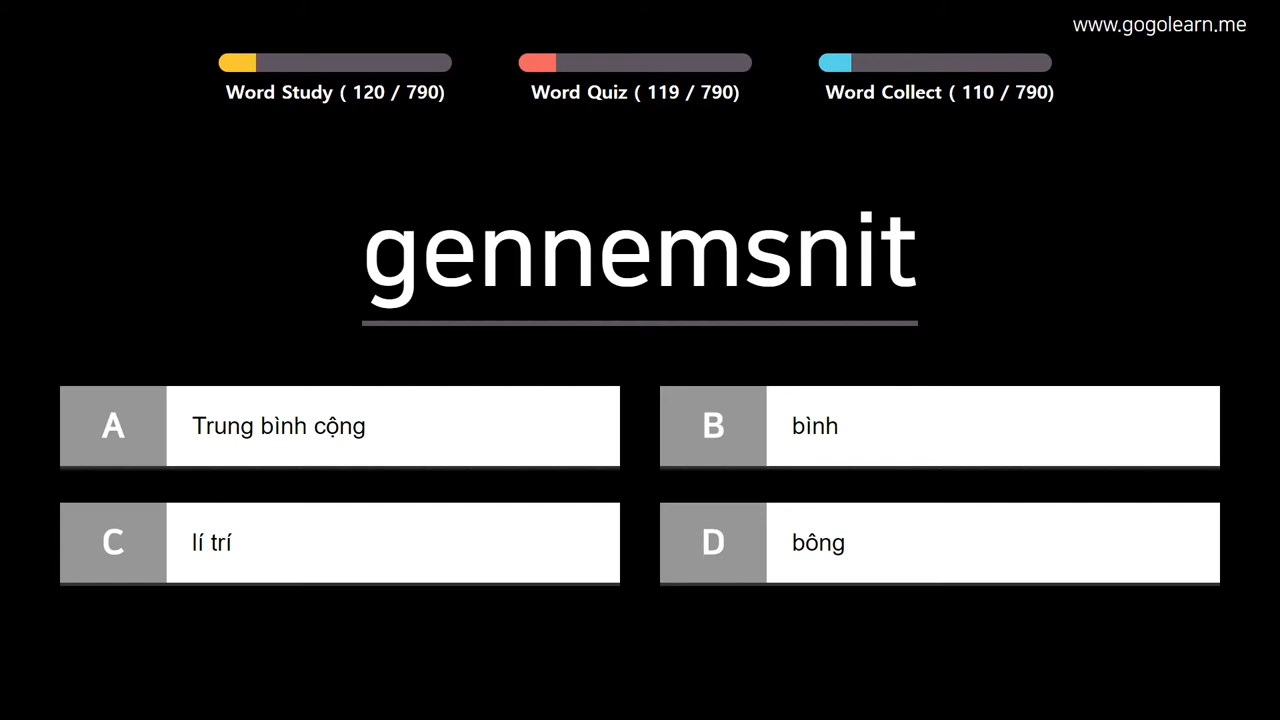 www.gogolearn.me
Word Study ( 120 / 790)
Word Quiz ( 119 / 790)
Word Collect ( 110 / 790)
gennemsnit
A
Trung bình cộng
B
bình
C
lí trí
D
bông